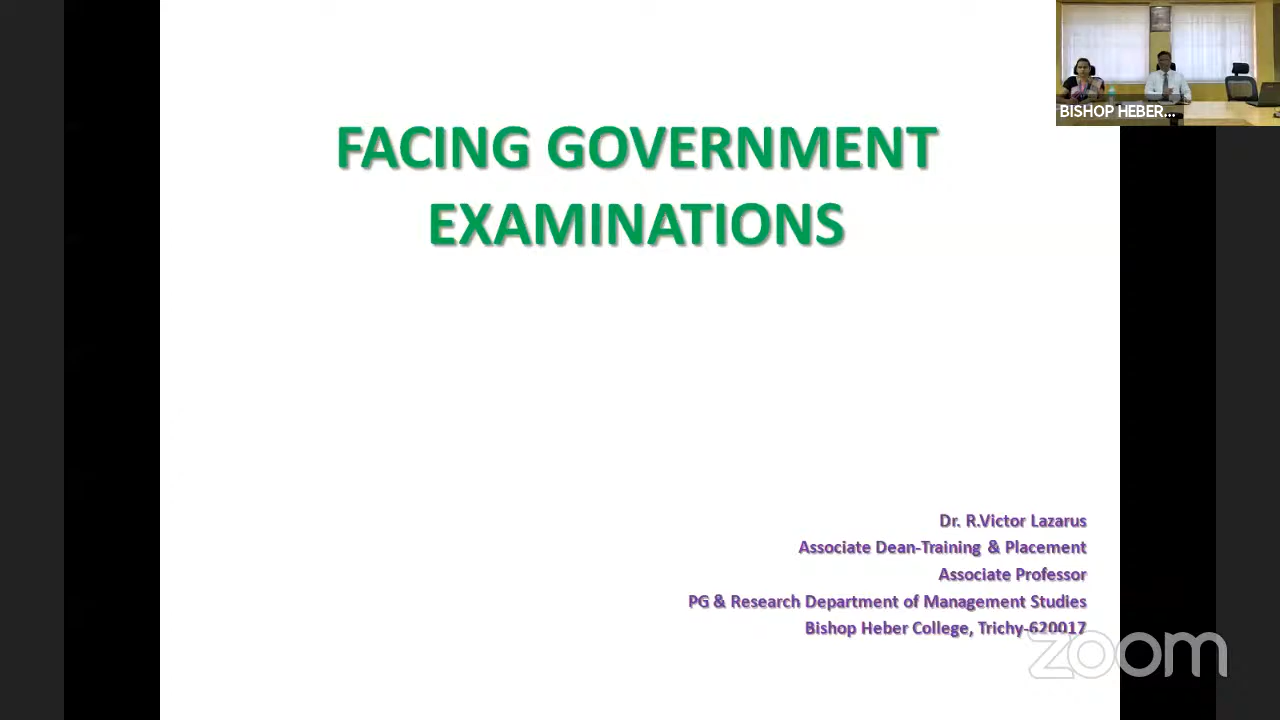 BISHOP HEBER...
FACING GOVERNMENT
EXAMINATIONS
Dr. R.Victor Lazarus
Associate Dean-Training & Placement
Associate Professor
PG & Research Department of Management Studies
Bishop Heber College, Trichy-620017
zoom